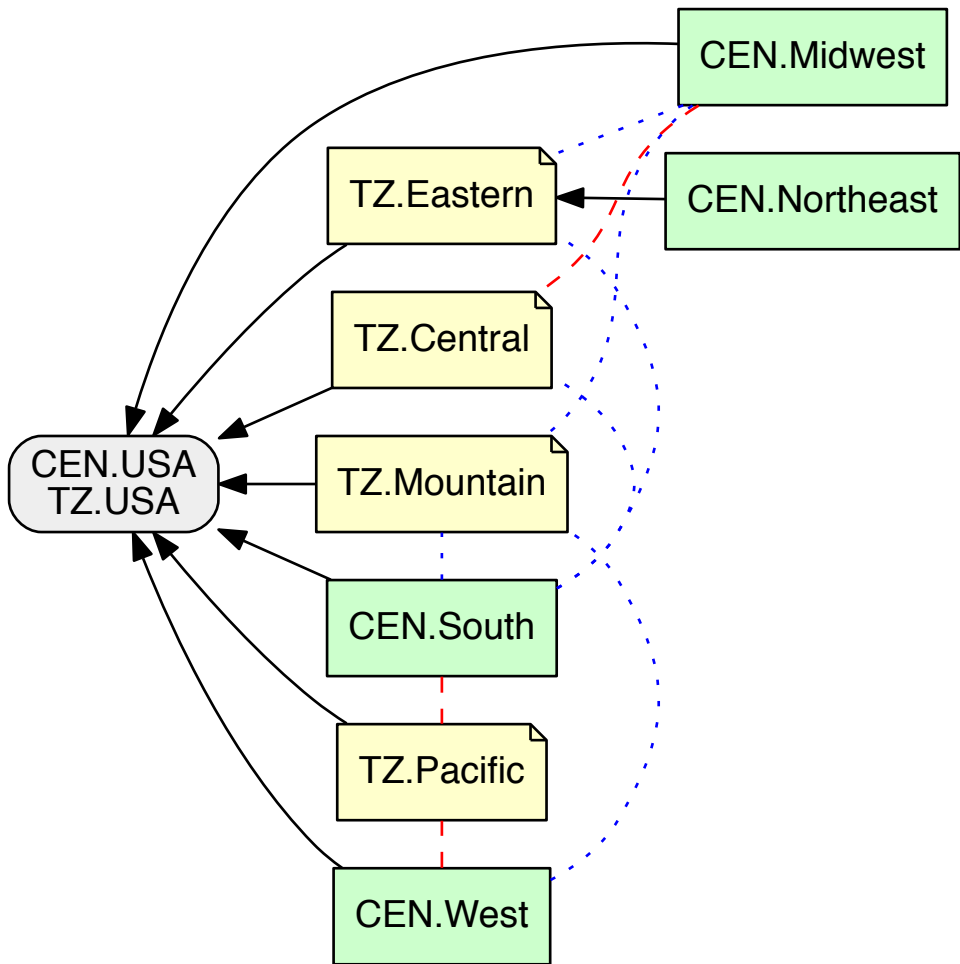 CEN.Midwest
TZ.Eastern
CEN.Northeast
TZ.Central
CEN.USA
TZ.USA
TZ.Mountain
CEN.South
TZ.Pacific
CEN.West